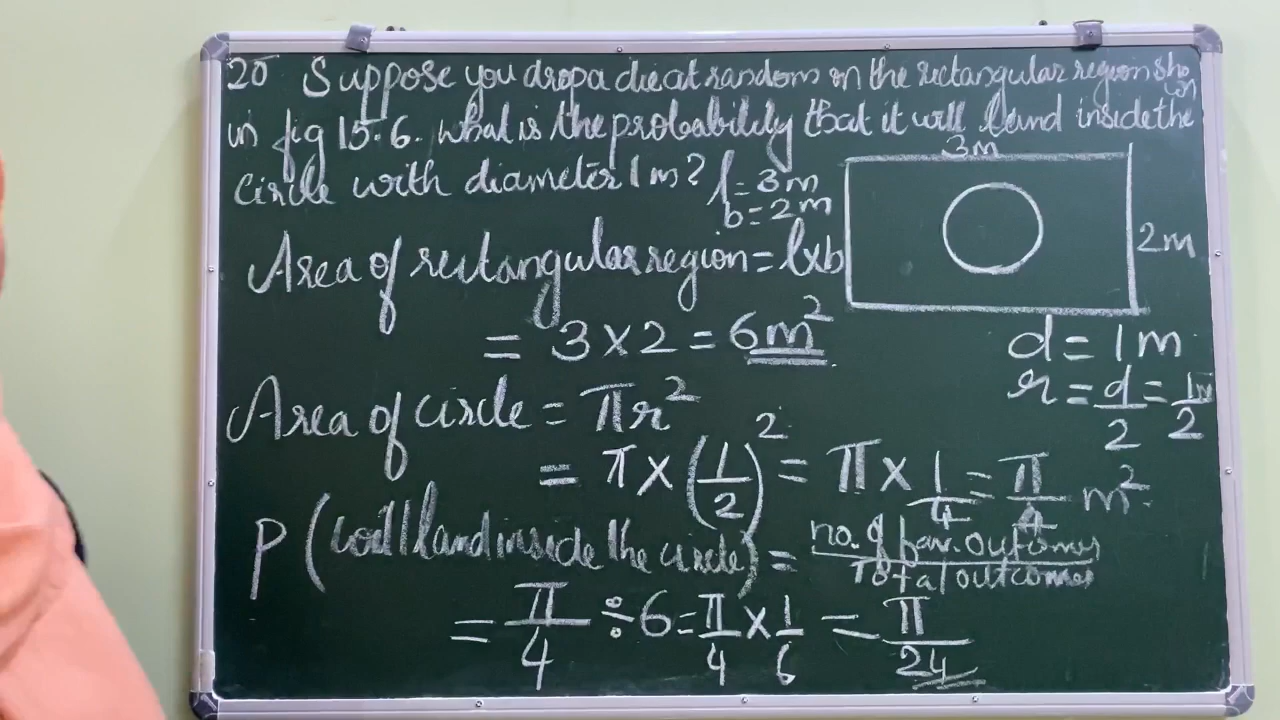 20 Suppose you drop a die at random on the rectangular region shown
in fig 15.6. what is the probability that it will land inside the
circle with diameter 1m?
l = 3m
b = 2m
3m
2m
Area of rectangular region = l×b
= 3 × 2 = 6m²
d = 1m
r = d/2 = 1m/2
Area of circle = πr²
= π × (1/2)² = π × 1/4 = π/4 m²
P (will land inside the circle) = no. of fav. outcomes / Total outcomes
= π/4 ÷ 6 = π/4 × 1/6 = π/24